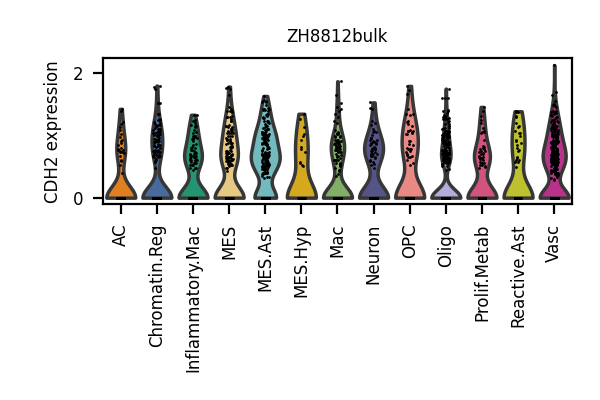 ZH8812bulk
CDH2 expression
2
0
AC
Chromatin.Reg
Inflammatory.Mac
MES
MES.Ast
MES.Hyp
Mac
Neuron
OPC
Oligo
Prolif.Metab
Reactive.Ast
Vasc